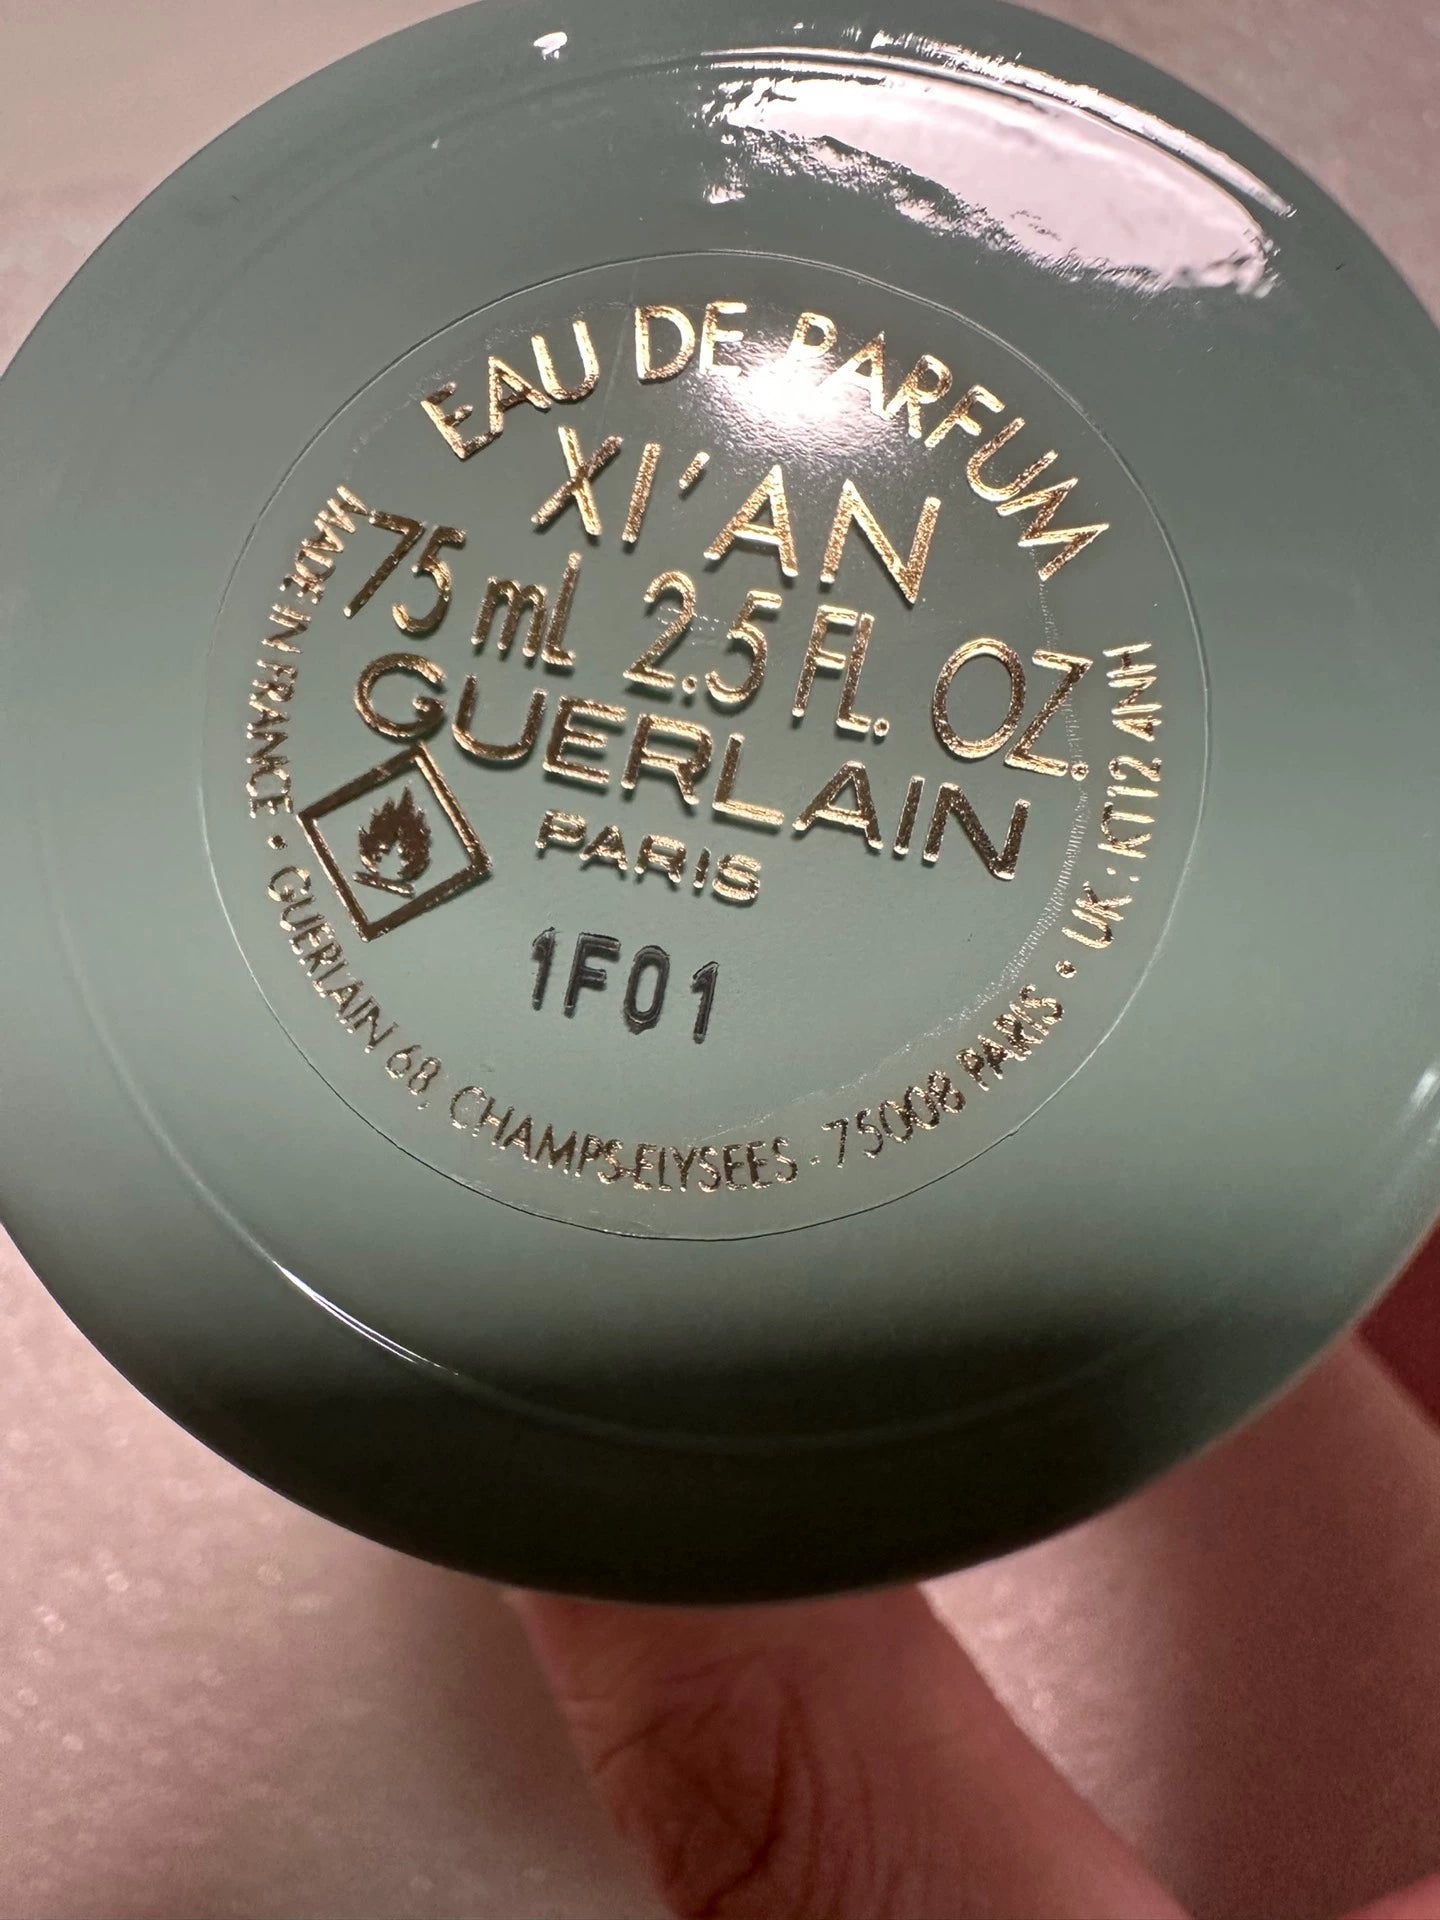 EAU DE PARFUM
XI'AN
75 ml 2.5 FL. OZ.
GUERLAIN
PARIS
1F01
MADE IN FRANCE • GUERLAIN 68, CHAMPS-ELYSEES - 75008 PARIS • UK : KT12 4NH